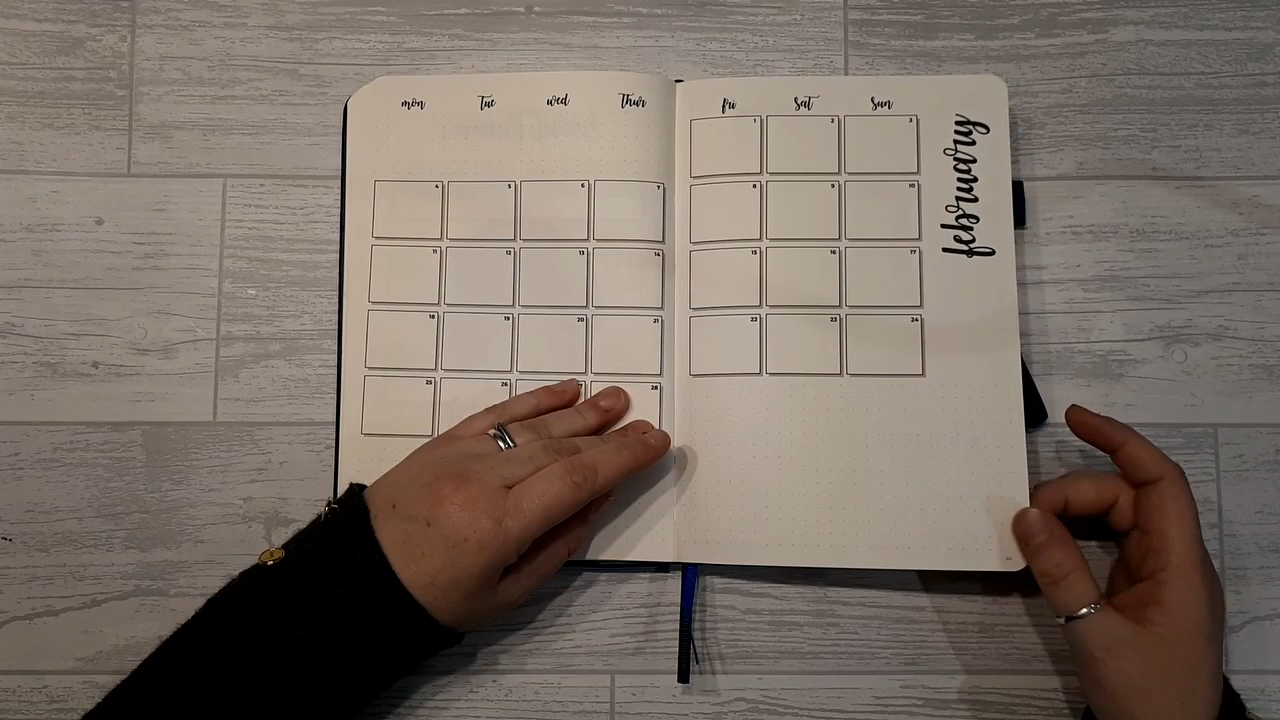 mon Tue wed Thur fri Sat Sun
february
1 2 3
4 5 6 7 8 9 10
11 12 13 14 15 16 17
18 19 20 21 22 23 24
25 26 28